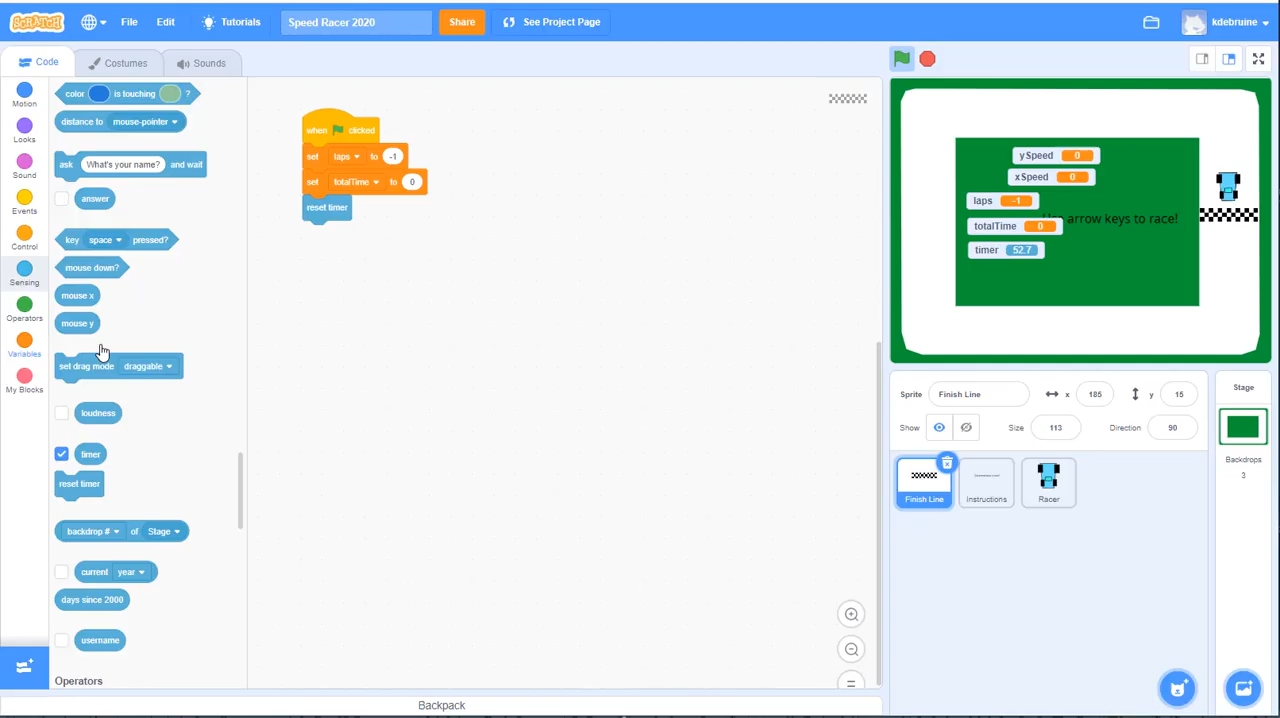 SCRATCH File Edit Tutorials Speed Racer 2020 Share See Project Page kdebruine
Code Costumes Sounds
Motion
Looks
Sound
Events
Control
Sensing
Operators
Variables
My Blocks
color is touching ?
distance to mouse-pointer
ask What's your name? and wait
answer
key space pressed?
mouse down?
mouse x
mouse y
set drag mode draggable
loudness
timer
reset timer
backdrop # of Stage
current year
days since 2000
username
Operators
when clicked
set laps to -1
set totalTime to 0
reset timer
Backpack
ySpeed 0
xSpeed 0
laps -1
Use arrow keys to race!
totalTime 0
timer 52.7
Sprite Finish Line x 185 y 15
Show Size 113 Direction 90
Finish Line Instructions Racer
Stage
Backdrops
3